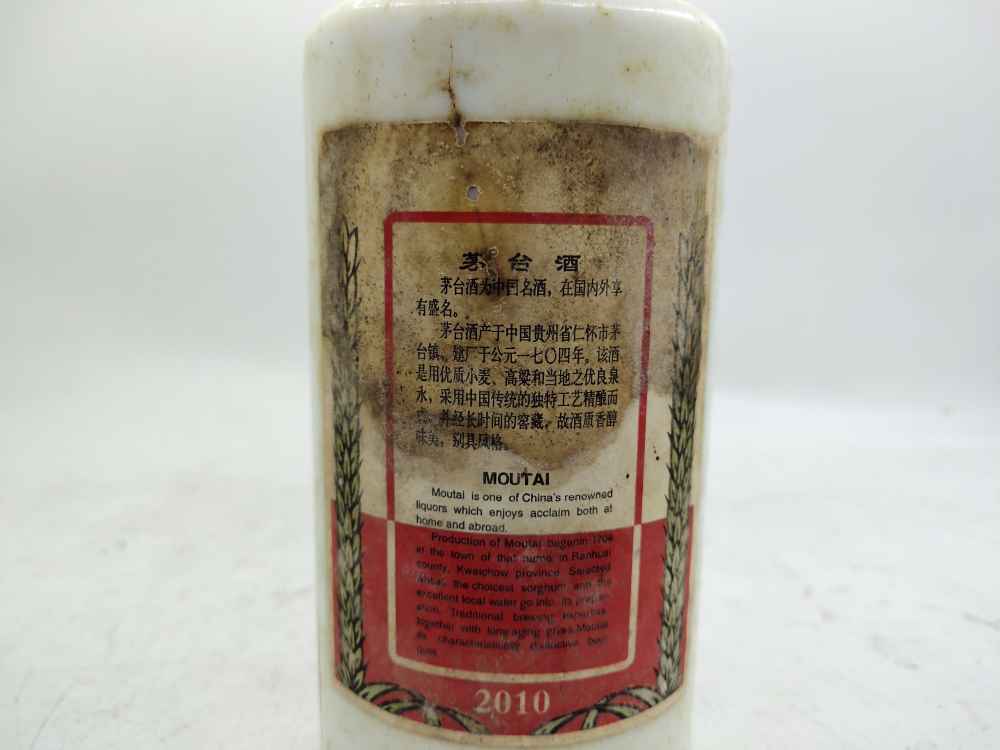 茅台酒
茅台酒为中国名酒，在国内外享
有盛名。
茅台酒产于中国贵州省仁怀市茅
台镇，建厂于公元一七〇四年，该酒
是用优质小麦、高粱和当地之优良泉
水，采用中国传统的独特工艺精酿而
并经长时间的窖藏，故酒质香醇
味美，别具风格。
MOUTAI
Moutai is one of China's renowned
liquors which enjoys acclaim both at
home and abroad.
Production of Moutai began in 1704
at the town of that name in Renhuai
county, Kweichow province. Selected
wheat, the choicest sorghum and the
excellent local water go into its prepar-
ation. Traditional brewing expertise
together with long aging gives Moutai
its characteristically distinctive bou-
quet.
2010